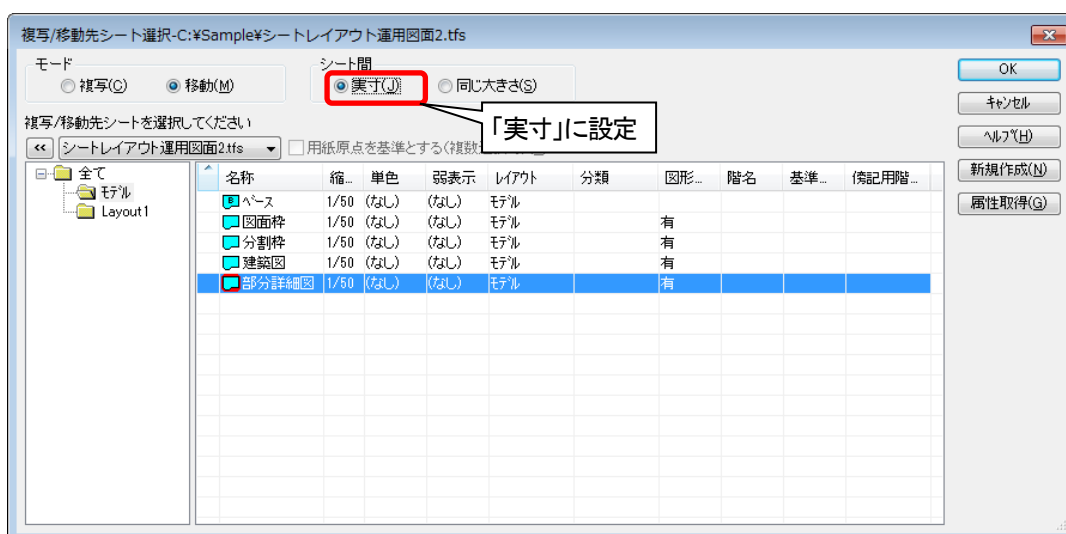 複写/移動先シート選択-C:¥Sample¥シートレイアウト運用図面2.tfs
モード
複写(C) 移動(M)
シート間
実寸(J) 同じ大きさ(S)
「実寸」に設定
複写/移動先シートを選択してください
<< シートレイアウト運用図面2.tfs 用紙原点を基準とする(複数
全て
モデル
Layout1
名称 縮... 単色 弱表示 レイアウト 分類 図形... 階名 基準... 傍記用階...
ベース 1/50 (なし) (なし) モデル
図面枠 1/50 (なし) (なし) モデル 有
分割枠 1/50 (なし) (なし) モデル 有
建築図 1/50 (なし) (なし) モデル 有
部分詳細図 1/50 (なし) (なし) モデル 有
OK
キャンセル
ヘルプ(H)
新規作成(N)
属性取得(G)